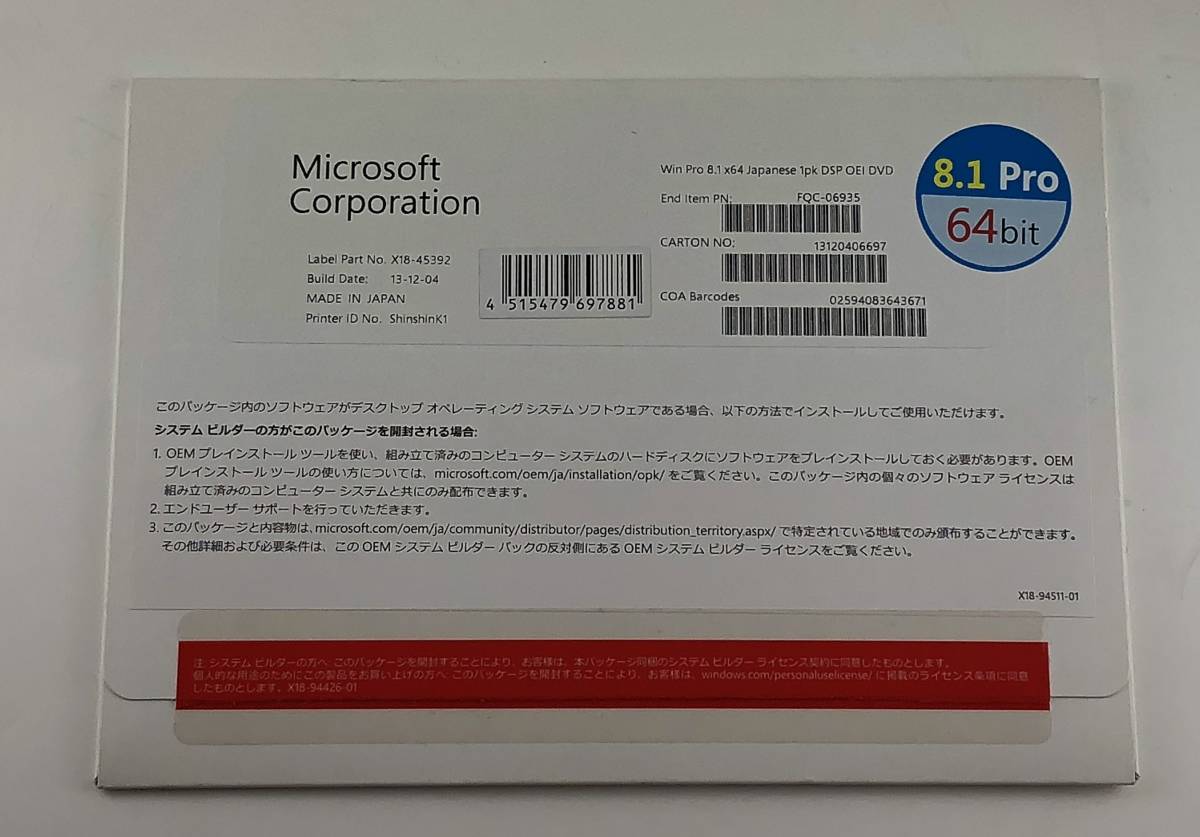 Microsoft
Corporation
Label Part No. X18-45392
Build Date: 13-12-04
MADE IN JAPAN
Printer ID No. ShinshinK1
4 515479 697881
Win Pro 8.1 x64 Japanese 1pk DSP OEI DVD
End Item PN: FQC-06935
CARTON NO: 13120406697
COA Barcodes 02594083643671
8.1 Pro
64bit
このパッケージ内のソフトウェアがデスクトップ オペレーティング システム ソフトウェアである場合、以下の方法でインストールしてご使用いただけます。
システム ビルダーの方がこのパッケージを開封される場合:
1. OEM プレインストール ツールを使い、組み立て済みのコンピューター システムのハードディスクにソフトウェアをプレインストールしておく必要があります。OEM
プレインストール ツールの使い方については、microsoft.com/oem/ja/installation/opk/ をご覧ください。このパッケージ内の個々のソフトウェア ライセンスは
組み立て済みのコンピューター システムと共にのみ配布できます。
2. エンドユーザー サポートを行っていただきます。
3. このパッケージと内容物は、microsoft.com/oem/ja/community/distributor/pages/distribution_territory.aspx/ で特定されている地域でのみ頒布することができます。
その他詳細および必要条件は、この OEM システム ビルダー パックの反対側にある OEM システム ビルダー ライセンスをご覧ください。
X18-94511-01
注: システム ビルダーの方へ: このパッケージを開封することにより、お客様は、本パッケージ同梱のシステム ビルダー ライセンス契約に同意したものとします。
個人的な用途のためにこの製品をお買い上げの方へ: このパッケージを開封することにより、お客様は、windows.com/personaluselicense/ に掲載のライセンス条項に同意
したものとします。X18-94426-01